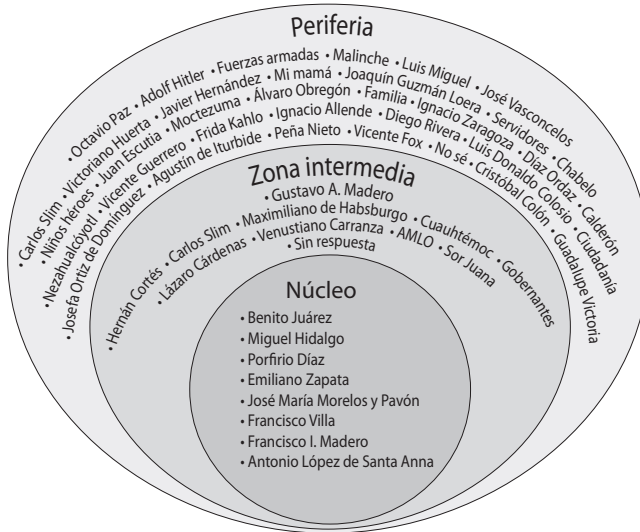 Periferia
• Octavio Paz • Adolf Hitler • Fuerzas armadas • Malinche • Luis Miguel • José Vasconcelos
• Carlos Slim • Victoriano Huerta • Javier Hernández • Mi mamá • Joaquín Guzmán Loera • Servidores • Chabelo
• Niños héroes • Juan Escutia • Moctezuma • Álvaro Obregón • Familia • Ignacio Zaragoza • Díaz Ordaz • Calderón
• Nezahualcóyotl • Vicente Guerrero • Frida Kahlo • Ignacio Allende • Diego Rivera • Luis Donaldo Colosio • Ciudadanía
• Josefa Ortiz de Domínguez • Agustín de Iturbide • Peña Nieto • Vicente Fox • No sé • Cristóbal Colón • Guadalupe Victoria
Zona intermedia
• Gustavo A. Madero
• Hernán Cortés • Carlos Slim • Maximiliano de Habsburgo • Cuauhtémoc • Gobernantes
• Lázaro Cárdenas • Venustiano Carranza • AMLO • Sor Juana
• Sin respuesta
Núcleo
• Benito Juárez
• Miguel Hidalgo
• Porfirio Díaz
• Emiliano Zapata
• José María Morelos y Pavón
• Francisco Villa
• Francisco I. Madero
• Antonio López de Santa Anna